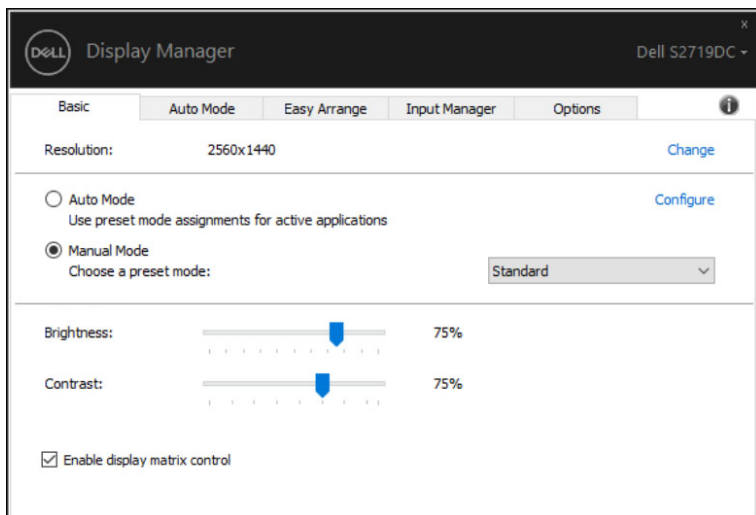 x
DELL Display Manager Dell S2719DC
Basic Auto Mode Easy Arrange Input Manager Options i
Resolution: 2560x1440 Change
Auto Mode Configure
Use preset mode assignments for active applications
Manual Mode
Choose a preset mode: Standard
Brightness: 75%
Contrast: 75%
Enable display matrix control